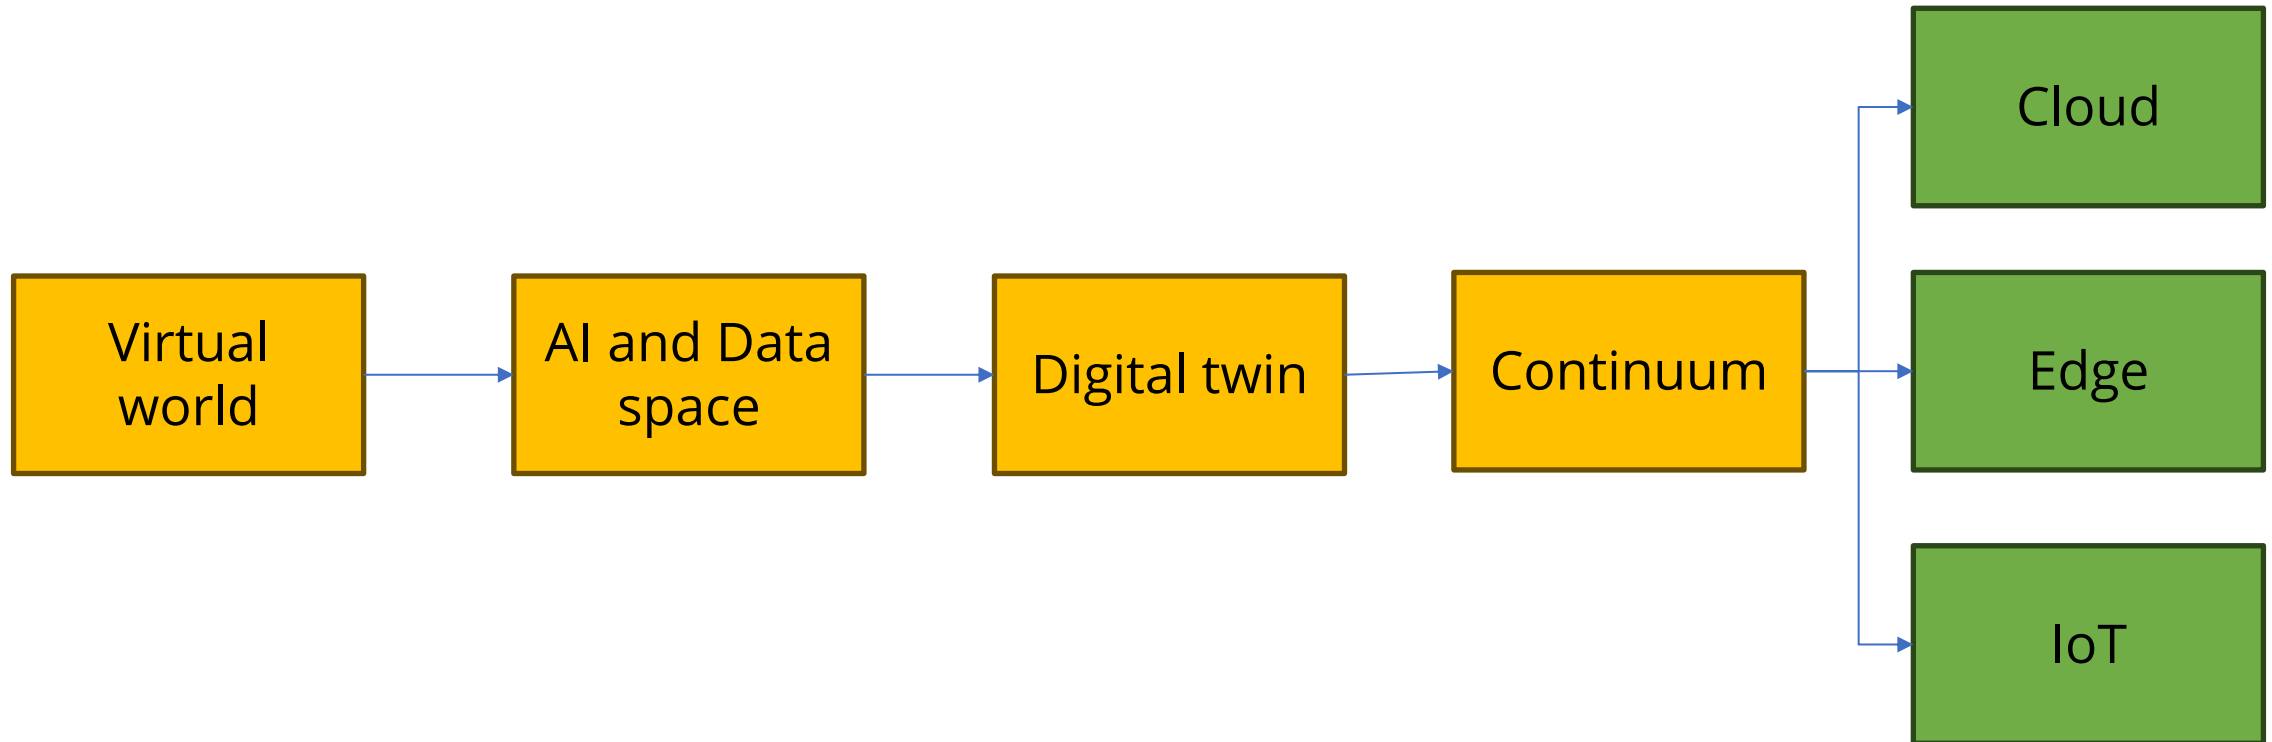 Virtual
world
AI and Data
space
Digital twin
Continuum
Cloud
Edge
IoT